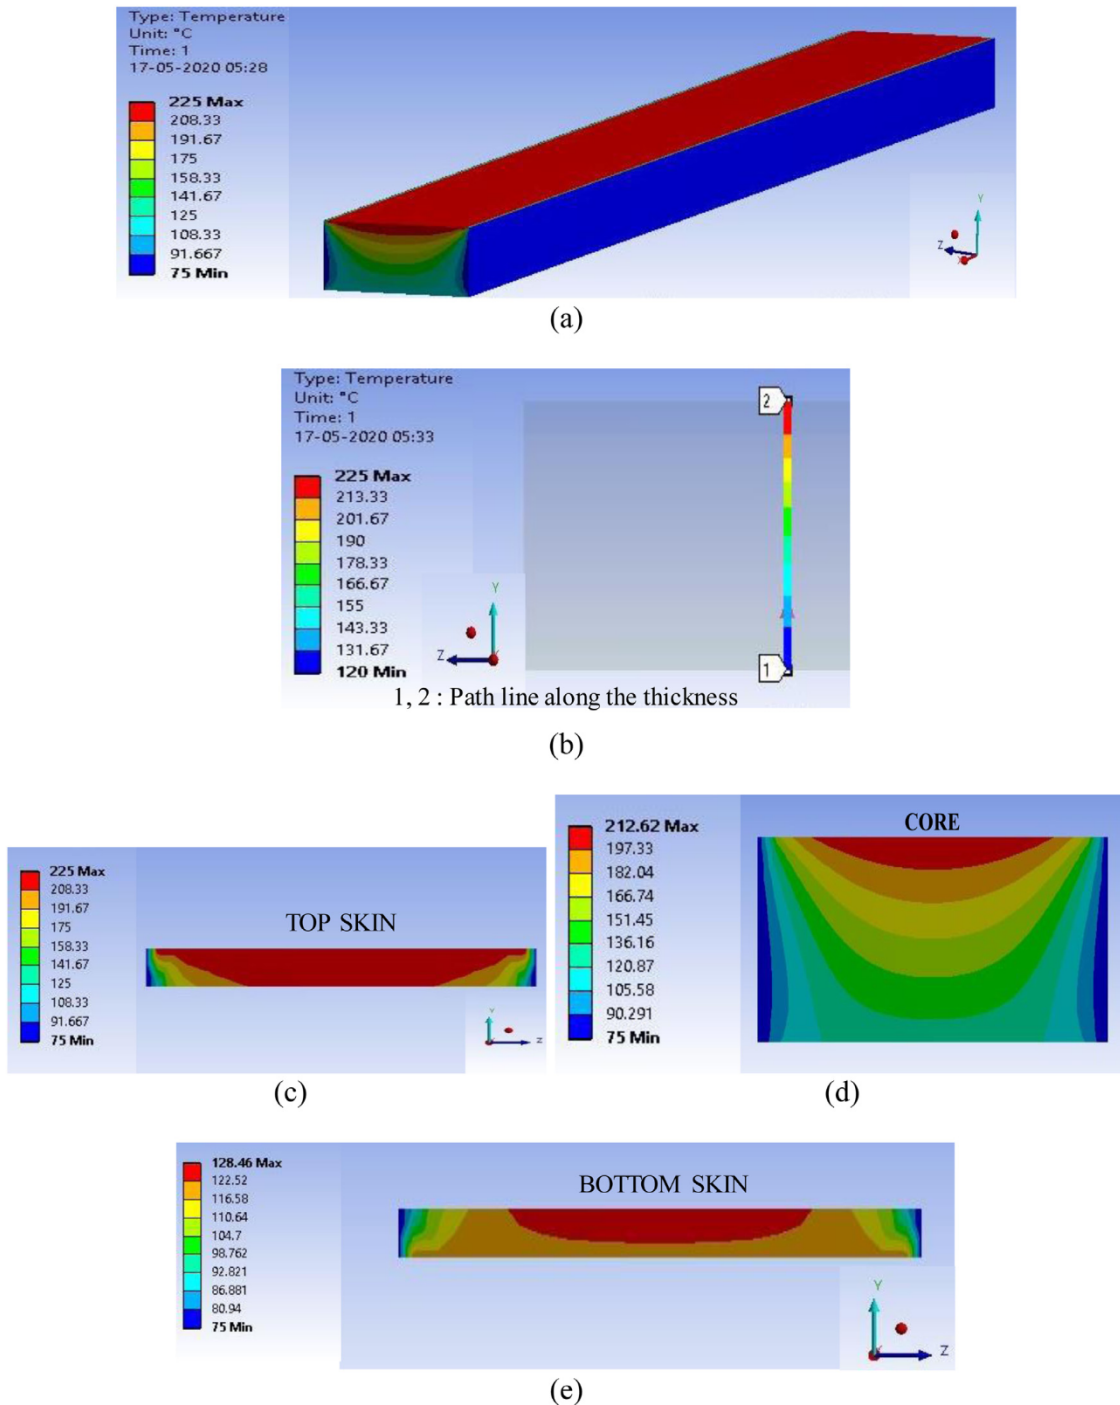 Type: Temperature
Unit: °C
Time: 1
17-05-2020 05:28
225 Max
208.33
191.67
175
158.33
141.67
125
108.33
91.667
75 Min
Y
Z
X
(a)
Type: Temperature
Unit: °C
Time: 1
17-05-2020 05:33
225 Max
213.33
201.67
190
178.33
166.67
155
143.33
131.67
120 Min
2
1
Y
Z
X
1, 2 : Path line along the thickness
(b)
225 Max
208.33
191.67
175
158.33
141.67
125
108.33
91.667
75 Min
TOP SKIN
Y
Z
(c)
212.62 Max
197.33
182.04
166.74
151.45
136.16
120.87
105.58
90.291
75 Min
CORE
(d)
128.46 Max
122.52
116.58
110.64
104.7
98.762
92.821
86.881
80.94
75 Min
BOTTOM SKIN
Y
X
Z
(e)